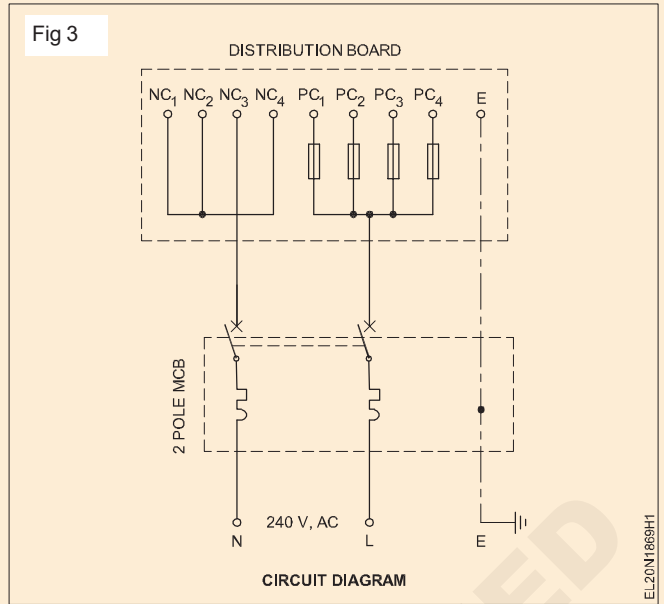 Fig 3
DISTRIBUTION BOARD
NC1 NC2 NC3 NC4 PC1 PC2 PC3 PC4 E
2 POLE MCB
240 V, AC
N L E
CIRCUIT DIAGRAM
EL20N1869H1